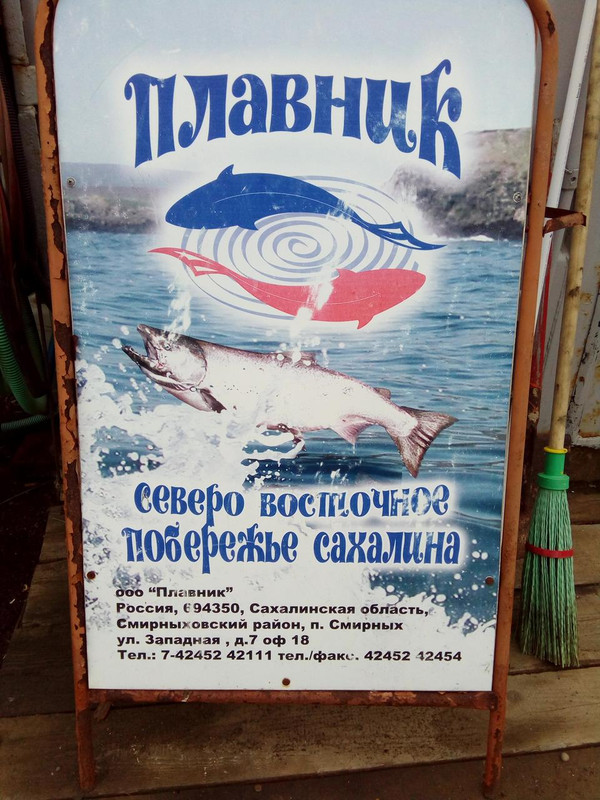 ПЛАВНИК
СЕВЕРО ВОСТОЧНОЕ
ПОБЕРЕЖЬЕ САХАЛИНА
ооо "Плавник"
Россия, 694350, Сахалинская область,
Смирныховский район, п. Смирных
ул. Западная , д.7 оф 18
Тел.: 7-42452 42111 тел./факс. 42452 42454